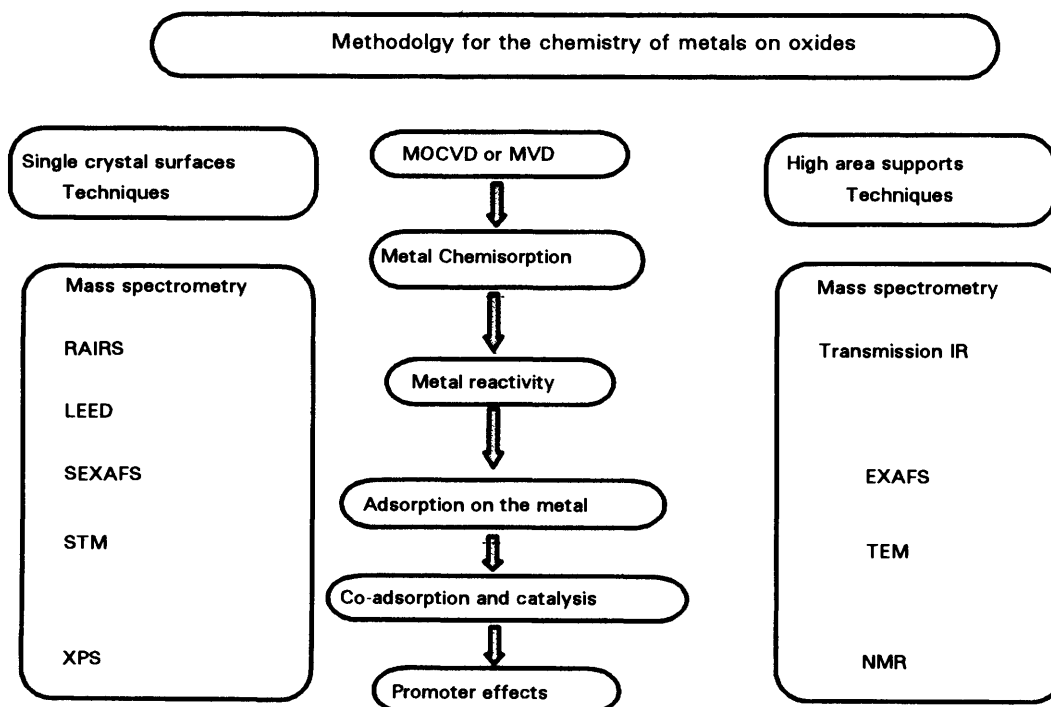 Methodolgy for the chemistry of metals on oxides
Single crystal surfaces
Techniques
Mass spectrometry
RAIRS
LEED
SEXAFS
STM
XPS
MOCVD or MVD
Metal Chemisorption
Metal reactivity
Adsorption on the metal
Co-adsorption and catalysis
Promoter effects
High area supports
Techniques
Mass spectrometry
Transmission IR
EXAFS
TEM
NMR